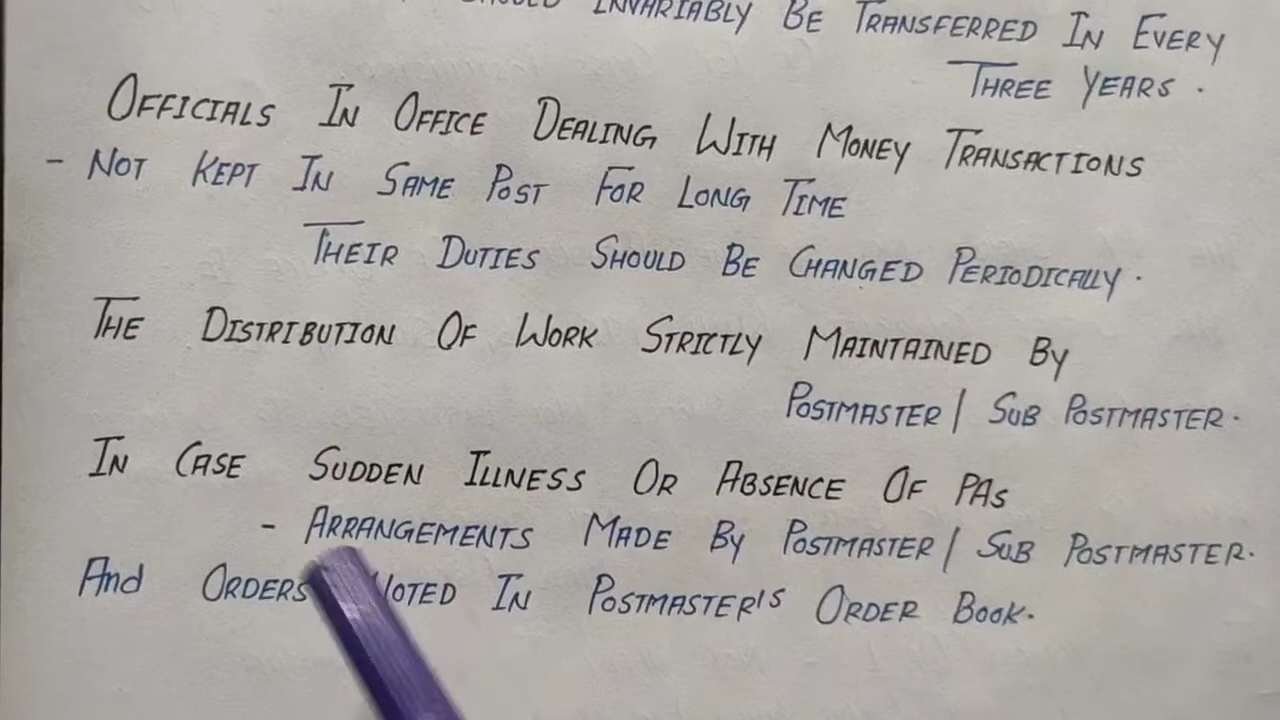 INVARIABLY BE TRANSFERRED IN EVERY
THREE YEARS.
OFFICIALS IN OFFICE DEALING WITH MONEY TRANSACTIONS
- NOT KEPT IN SAME POST FOR LONG TIME
THEIR DUTIES SHOULD BE CHANGED PERIODICALLY.
THE DISTRIBUTION OF WORK STRICTLY MAINTAINED BY
POSTMASTER/ SUB POSTMASTER.
IN CASE SUDDEN ILLNESS OR ABSENCE OF PAS
- ARRANGEMENTS MADE BY POSTMASTER/ SUB POSTMASTER.
And ORDERS NOTED IN POSTMASTER'S ORDER BOOK.